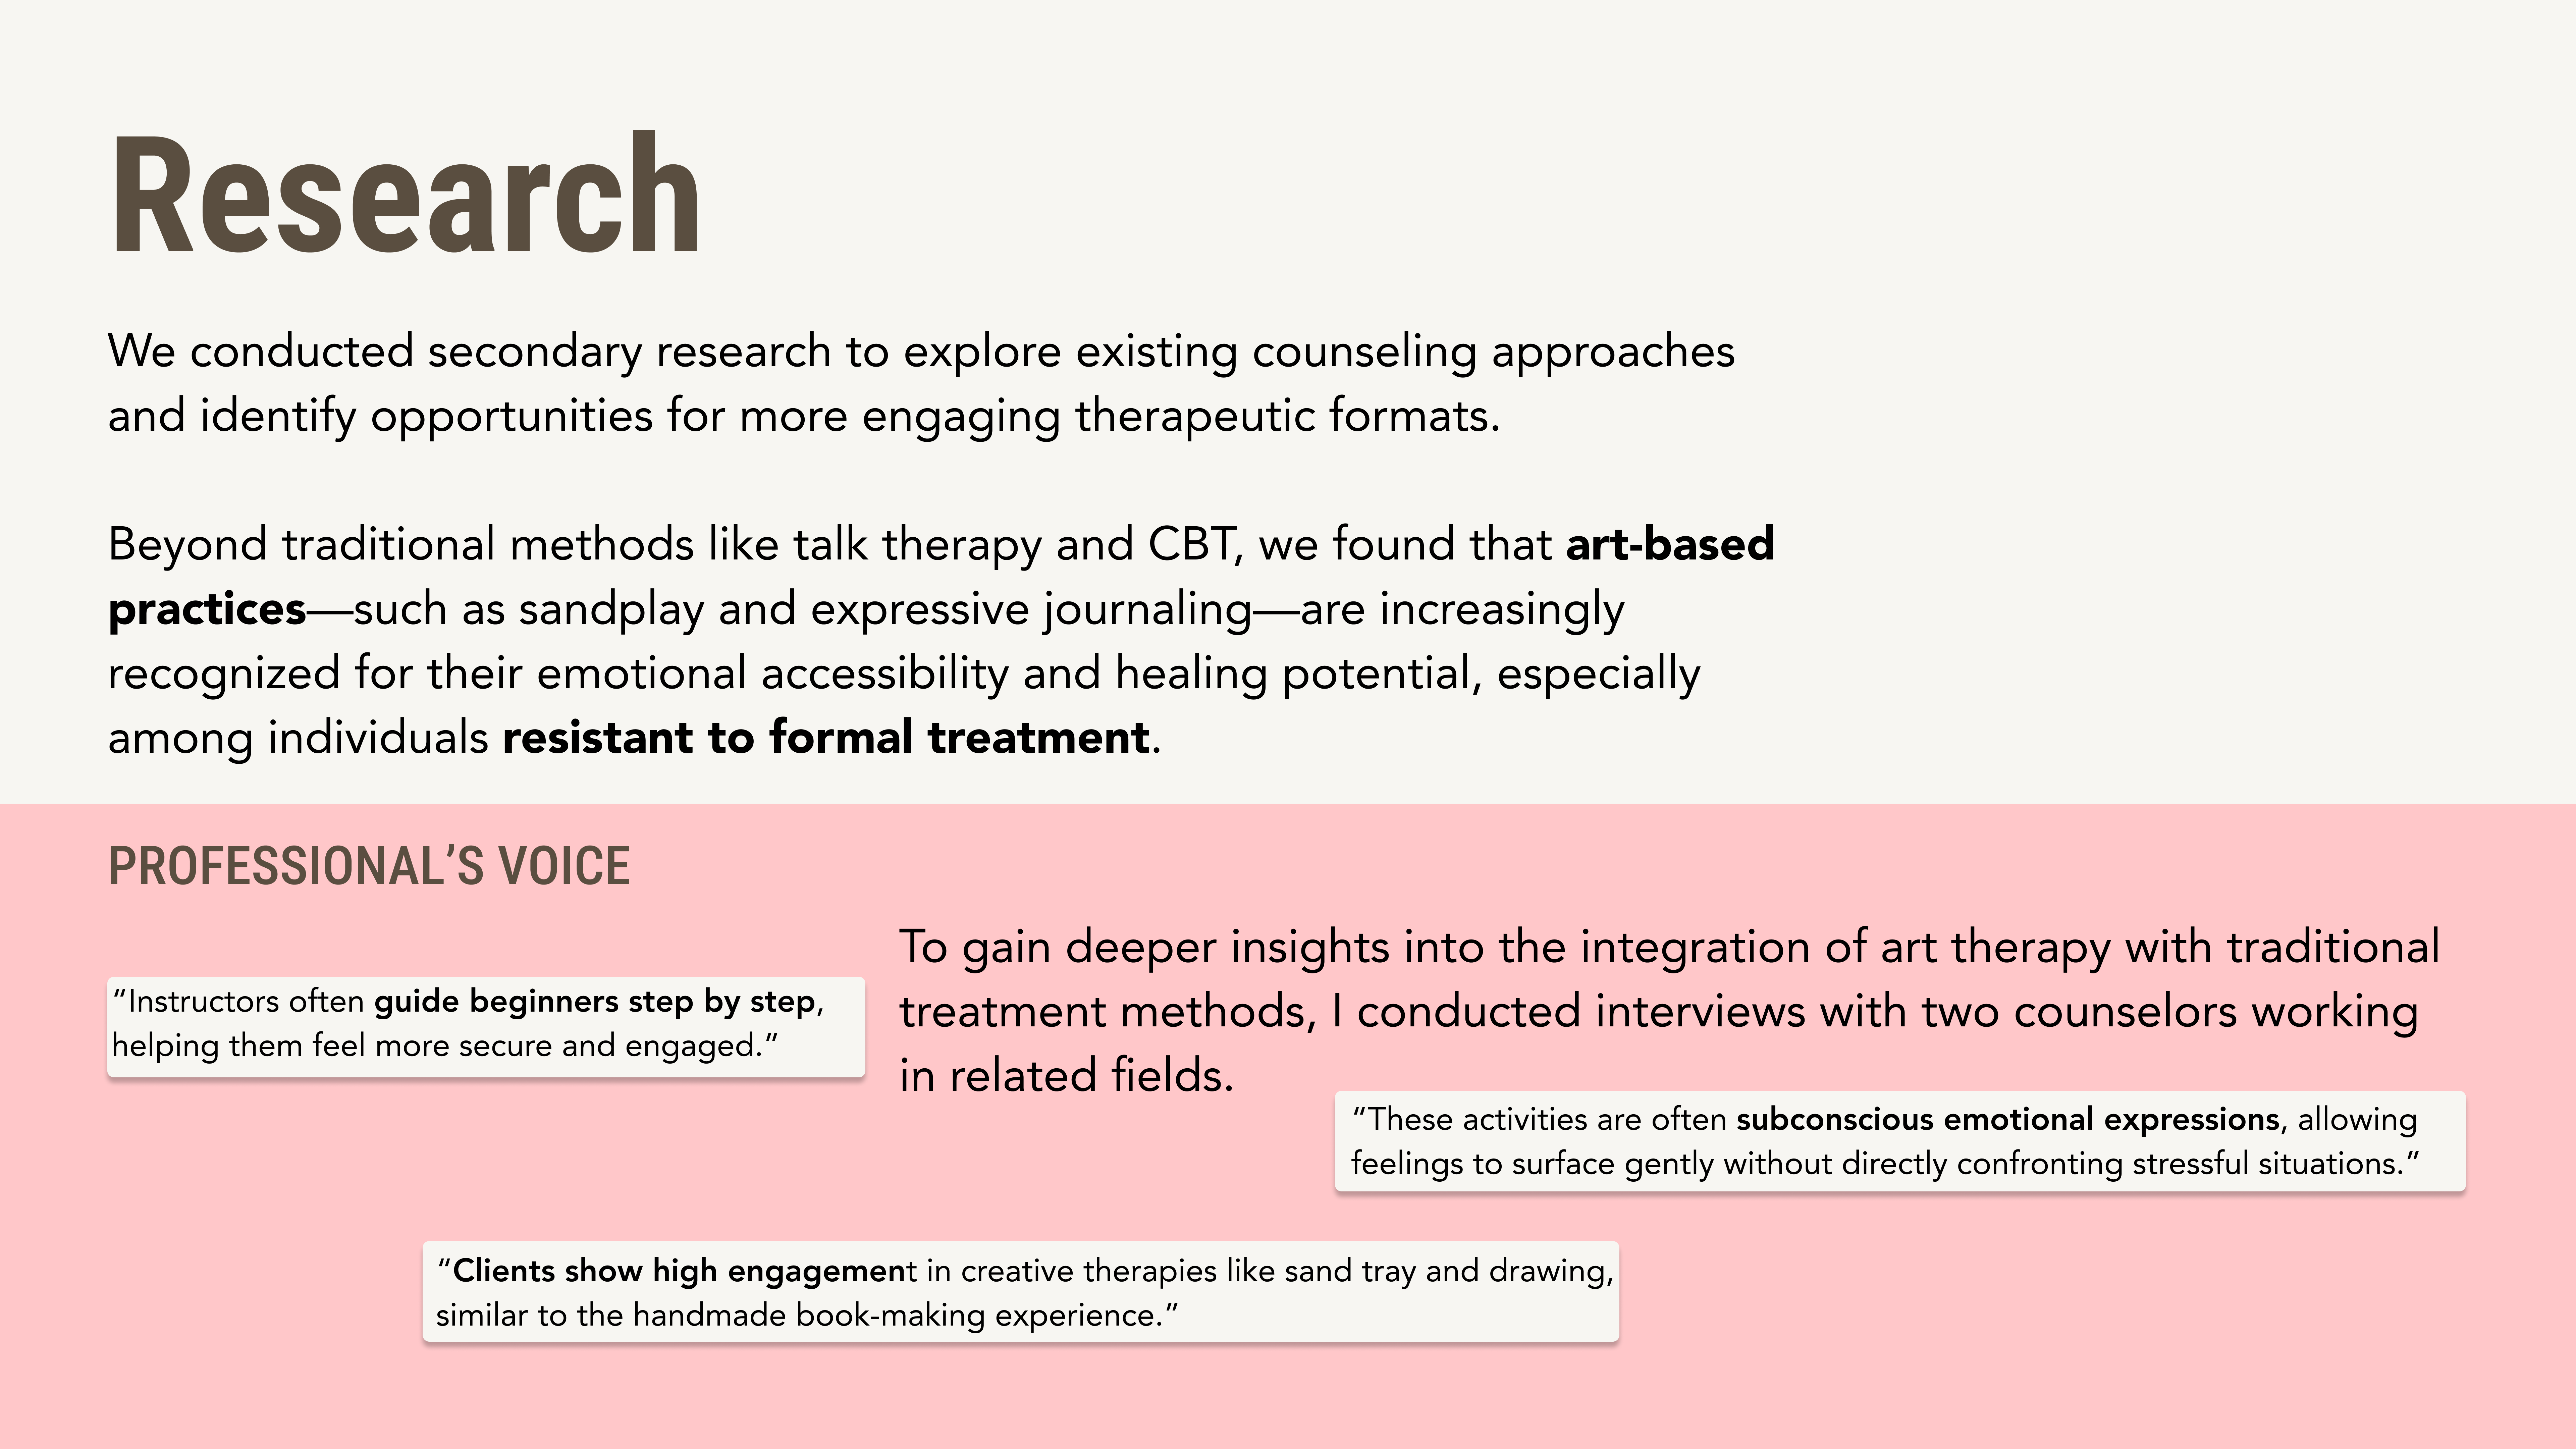 Research
We conducted secondary research to explore existing counseling approaches
and identify opportunities for more engaging therapeutic formats.
Beyond traditional methods like talk therapy and CBT, we found that art-based
practices—such as sandplay and expressive journaling—are increasingly
recognized for their emotional accessibility and healing potential, especially
among individuals resistant to formal treatment.
PROFESSIONAL’S VOICE
To gain deeper insights into the integration of art therapy with traditional
treatment methods, I conducted interviews with two counselors working
in related fields.
“Instructors often guide beginners step by step,
helping them feel more secure and engaged.”
“These activities are often subconscious emotional expressions, allowing
feelings to surface gently without directly confronting stressful situations.”
“Clients show high engagement in creative therapies like sand tray and drawing,
similar to the handmade book-making experience.”